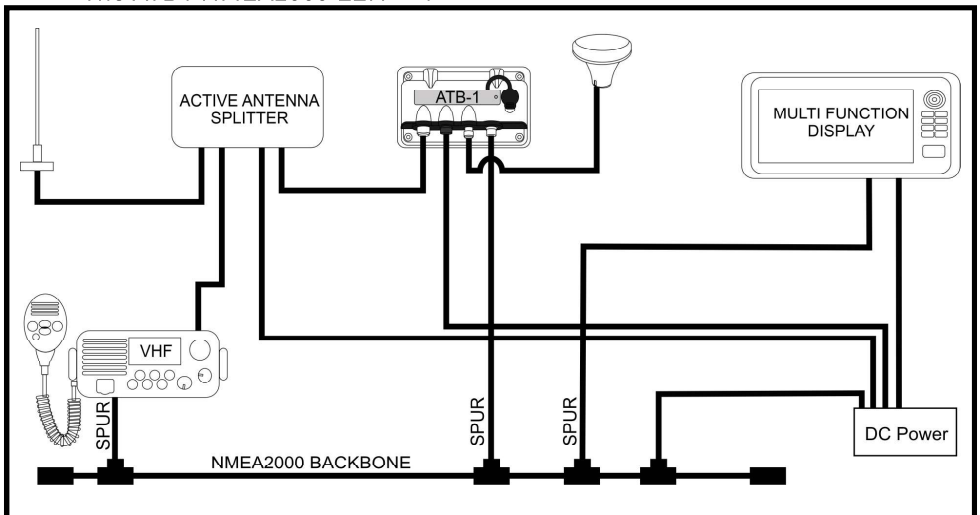 ACTIVE ANTENNA
SPLITTER
ATB-1
MULTI FUNCTION
DISPLAY
VHF
SPUR
SPUR
SPUR
DC Power
NMEA2000 BACKBONE